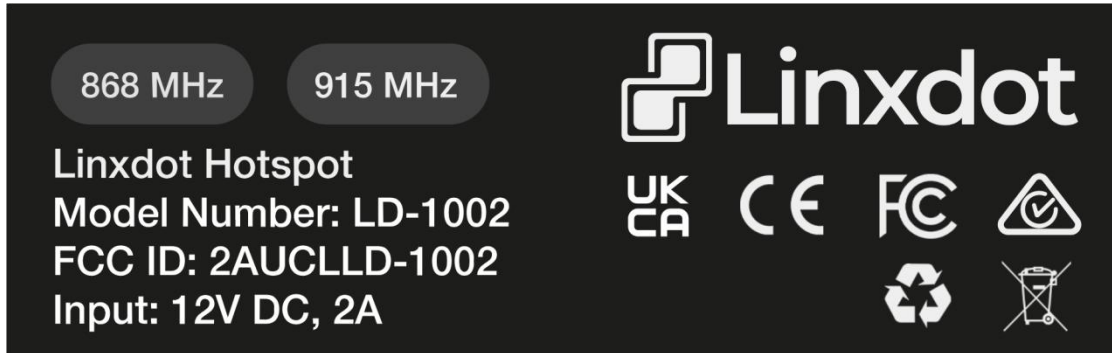 868 MHz 915 MHz
Linxdot
Linxdot Hotspot
Model Number: LD-1002
FCC ID: 2AUCLLD-1002
Input: 12V DC, 2A
UK
CA CE FC